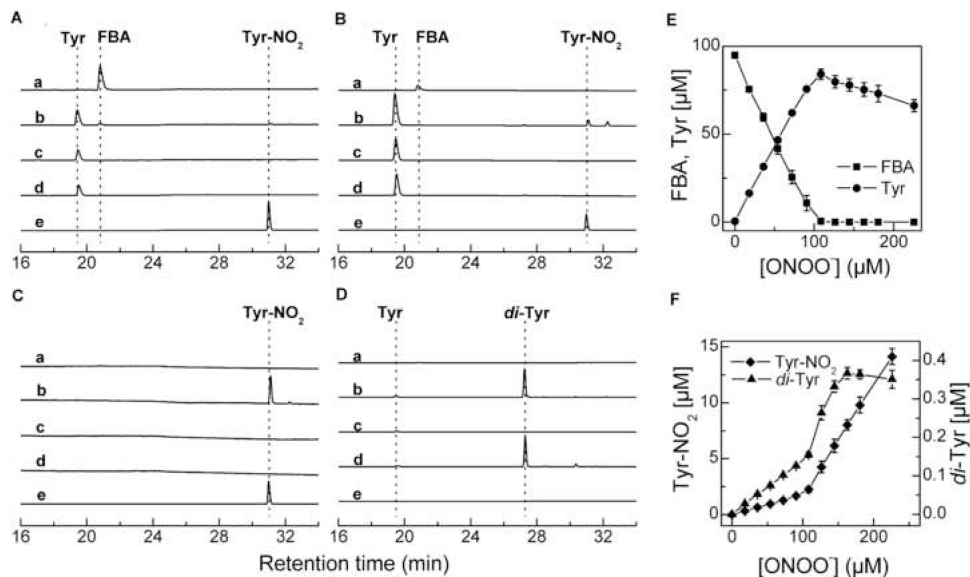 A
Tyr FBA Tyr-NO₂
a
b
c
d
e
16 20 24 28 32
B
Tyr FBA Tyr-NO₂
a
b
c
d
e
16 20 24 28 32
C
Tyr-NO₂
a
b
c
d
e
16 20 24 28 32
D
Tyr di-Tyr
a
b
c
d
e
16 20 24 28 32
Retention time (min)
E
FBA, Tyr [µM]
100
50
0
FBA
Tyr
0 100 200
[ONOO⁻] (µM)
F
Tyr-NO₂ [µM]
15
10
5
0
Tyr-NO₂
di-Tyr
0.4
0.3
0.2
0.1
0.0
di-Tyr [µM]
0 100 200
[ONOO⁻] (µM)